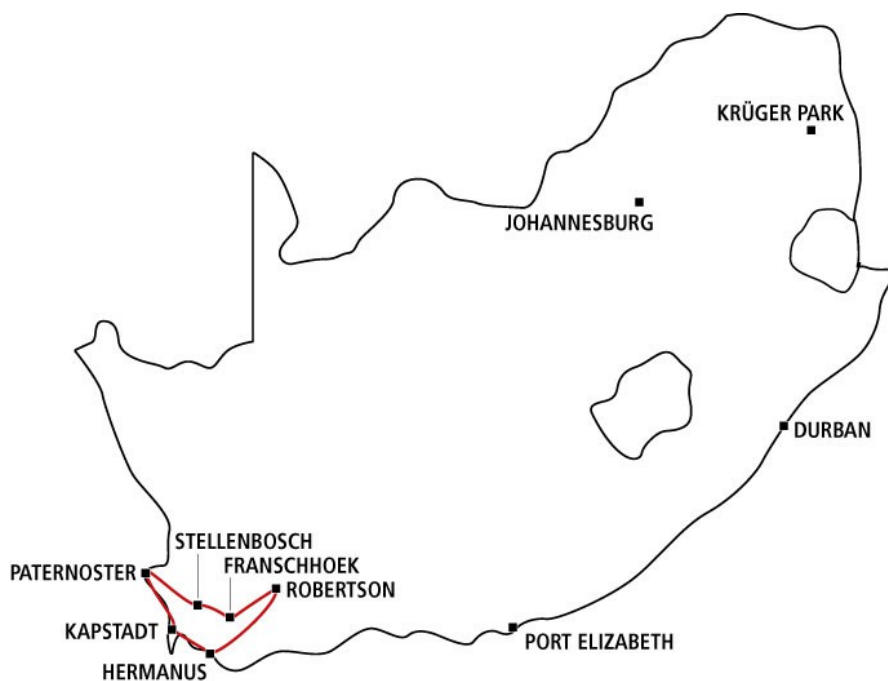 KRÜGER PARK
JOHANNESBURG
DURBAN
STELLENBOSCH
FRANSCHHOEK
PATERNOSTER
ROBERTSON
KAPSTADT
PORT ELIZABETH
HERMANUS